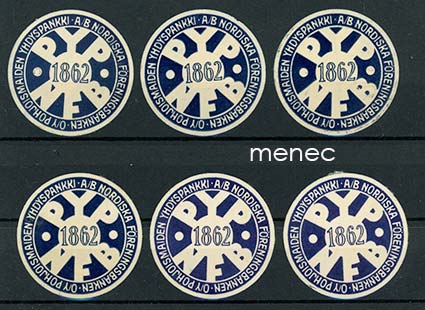 O/Y POHJOISMAIDEN YHDYSPANKKI · A/B NORDISKA FÖRENINGSBANKEN ·
PYP
1862
NFB
O/Y POHJOISMAIDEN YHDYSPANKKI · A/B NORDISKA FÖRENINGSBANKEN ·
PYP
1862
NFB
O/Y POHJOISMAIDEN YHDYSPANKKI · A/B NORDISKA FÖRENINGSBANKEN ·
PYP
1862
NFB
menec
O/Y POHJOISMAIDEN YHDYSPANKKI · A/B NORDISKA FÖRENINGSBANKEN ·
PYP
1862
NFB
O/Y POHJOISMAIDEN YHDYSPANKKI · A/B NORDISKA FÖRENINGSBANKEN ·
PYP
1862
NFB
O/Y POHJOISMAIDEN YHDYSPANKKI · A/B NORDISKA FÖRENINGSBANKEN ·
PYP
1862
NFB